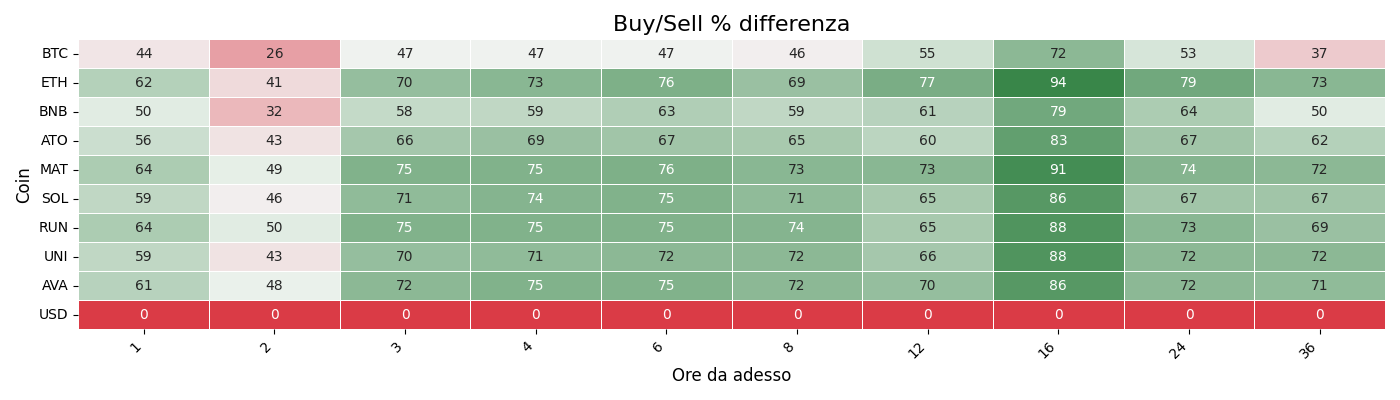 Buy/Sell % differenza
Coin
BTC 44 26 47 47 47 46 55 72 53 37
ETH 62 41 70 73 76 69 77 94 79 73
BNB 50 32 58 59 63 59 61 79 64 50
ATO 56 43 66 69 67 65 60 83 67 62
MAT 64 49 75 75 76 73 73 91 74 72
SOL 59 46 71 74 75 71 65 86 67 67
RUN 64 50 75 75 75 74 65 88 73 69
UNI 59 43 70 71 72 72 66 88 72 72
AVA 61 48 72 75 75 72 70 86 72 71
USD 0 0 0 0 0 0 0 0 0 0
1 2 3 4 6 8 12 16 24 36
Ore da adesso